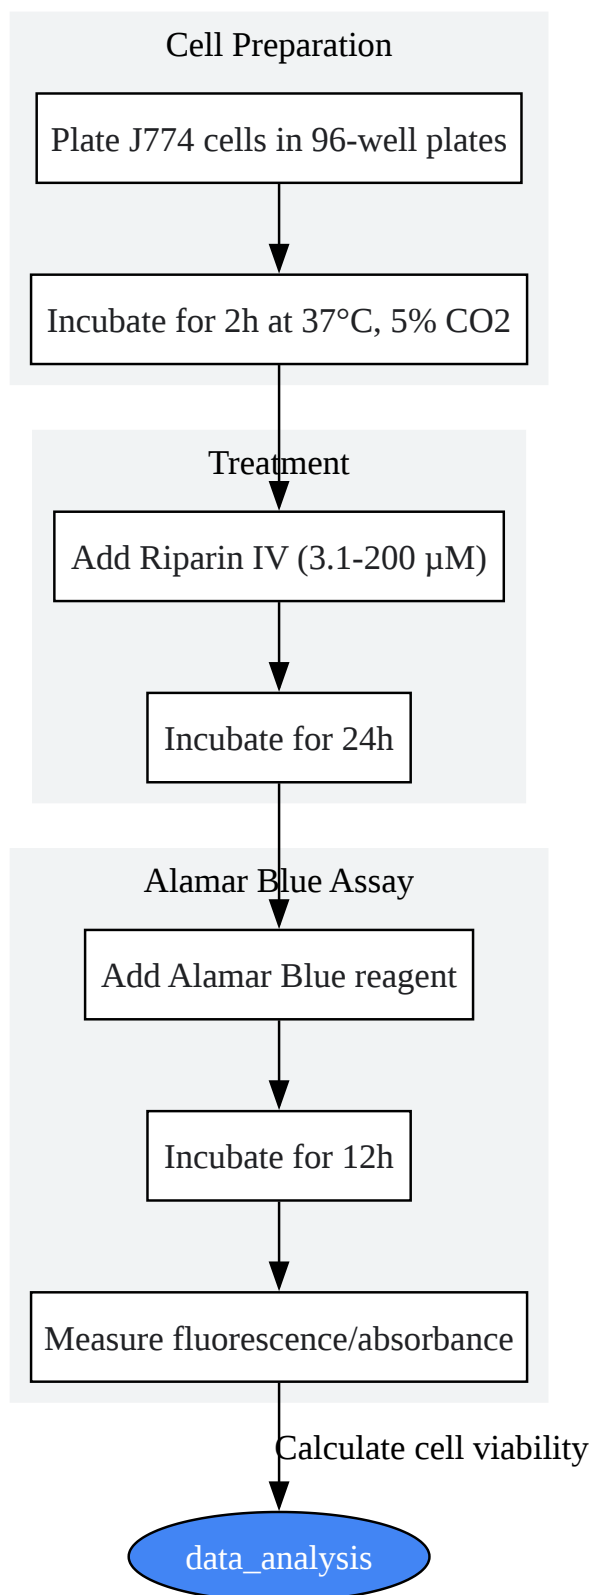 Cell Preparation
Plate J774 cells in 96-well plates
Incubate for 2h at 37°C, 5% CO2
Treatment
Add Riparin IV (3.1-200 µM)
Incubate for 24h
Alamar Blue Assay
Add Alamar Blue reagent
Incubate for 12h
Measure fluorescence/absorbance
Calculate cell viability
data_analysis